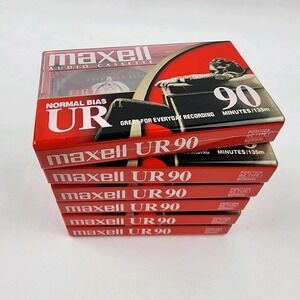 maxell
AUDIO CASSETTE
UR
NORMAL BIAS
UR
GREAT FOR EVERYDAY RECORDING
90
MINUTES/135m
maxell UR 90
MINUTES/135m
maxell UR 90
maxell UR 90
maxell UR 90
maxell UR 90
maxell UR 90